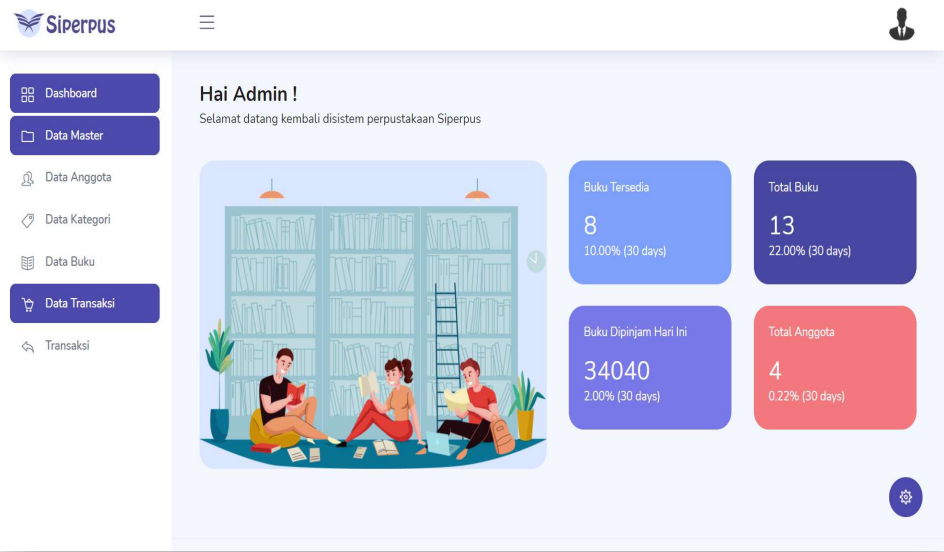 Siperpus
Dashboard
Data Master
Data Anggota
Data Kategori
Data Buku
Data Transaksi
Transaksi
Hai Admin !
Selamat datang kembali disistem perpustakaan Siperpus
Buku Tersedia
8
10.00% (30 days)
Total Buku
13
22.00% (30 days)
Buku Dipinjam Hari Ini
34040
2.00% (30 days)
Total Anggota
4
0.22% (30 days)